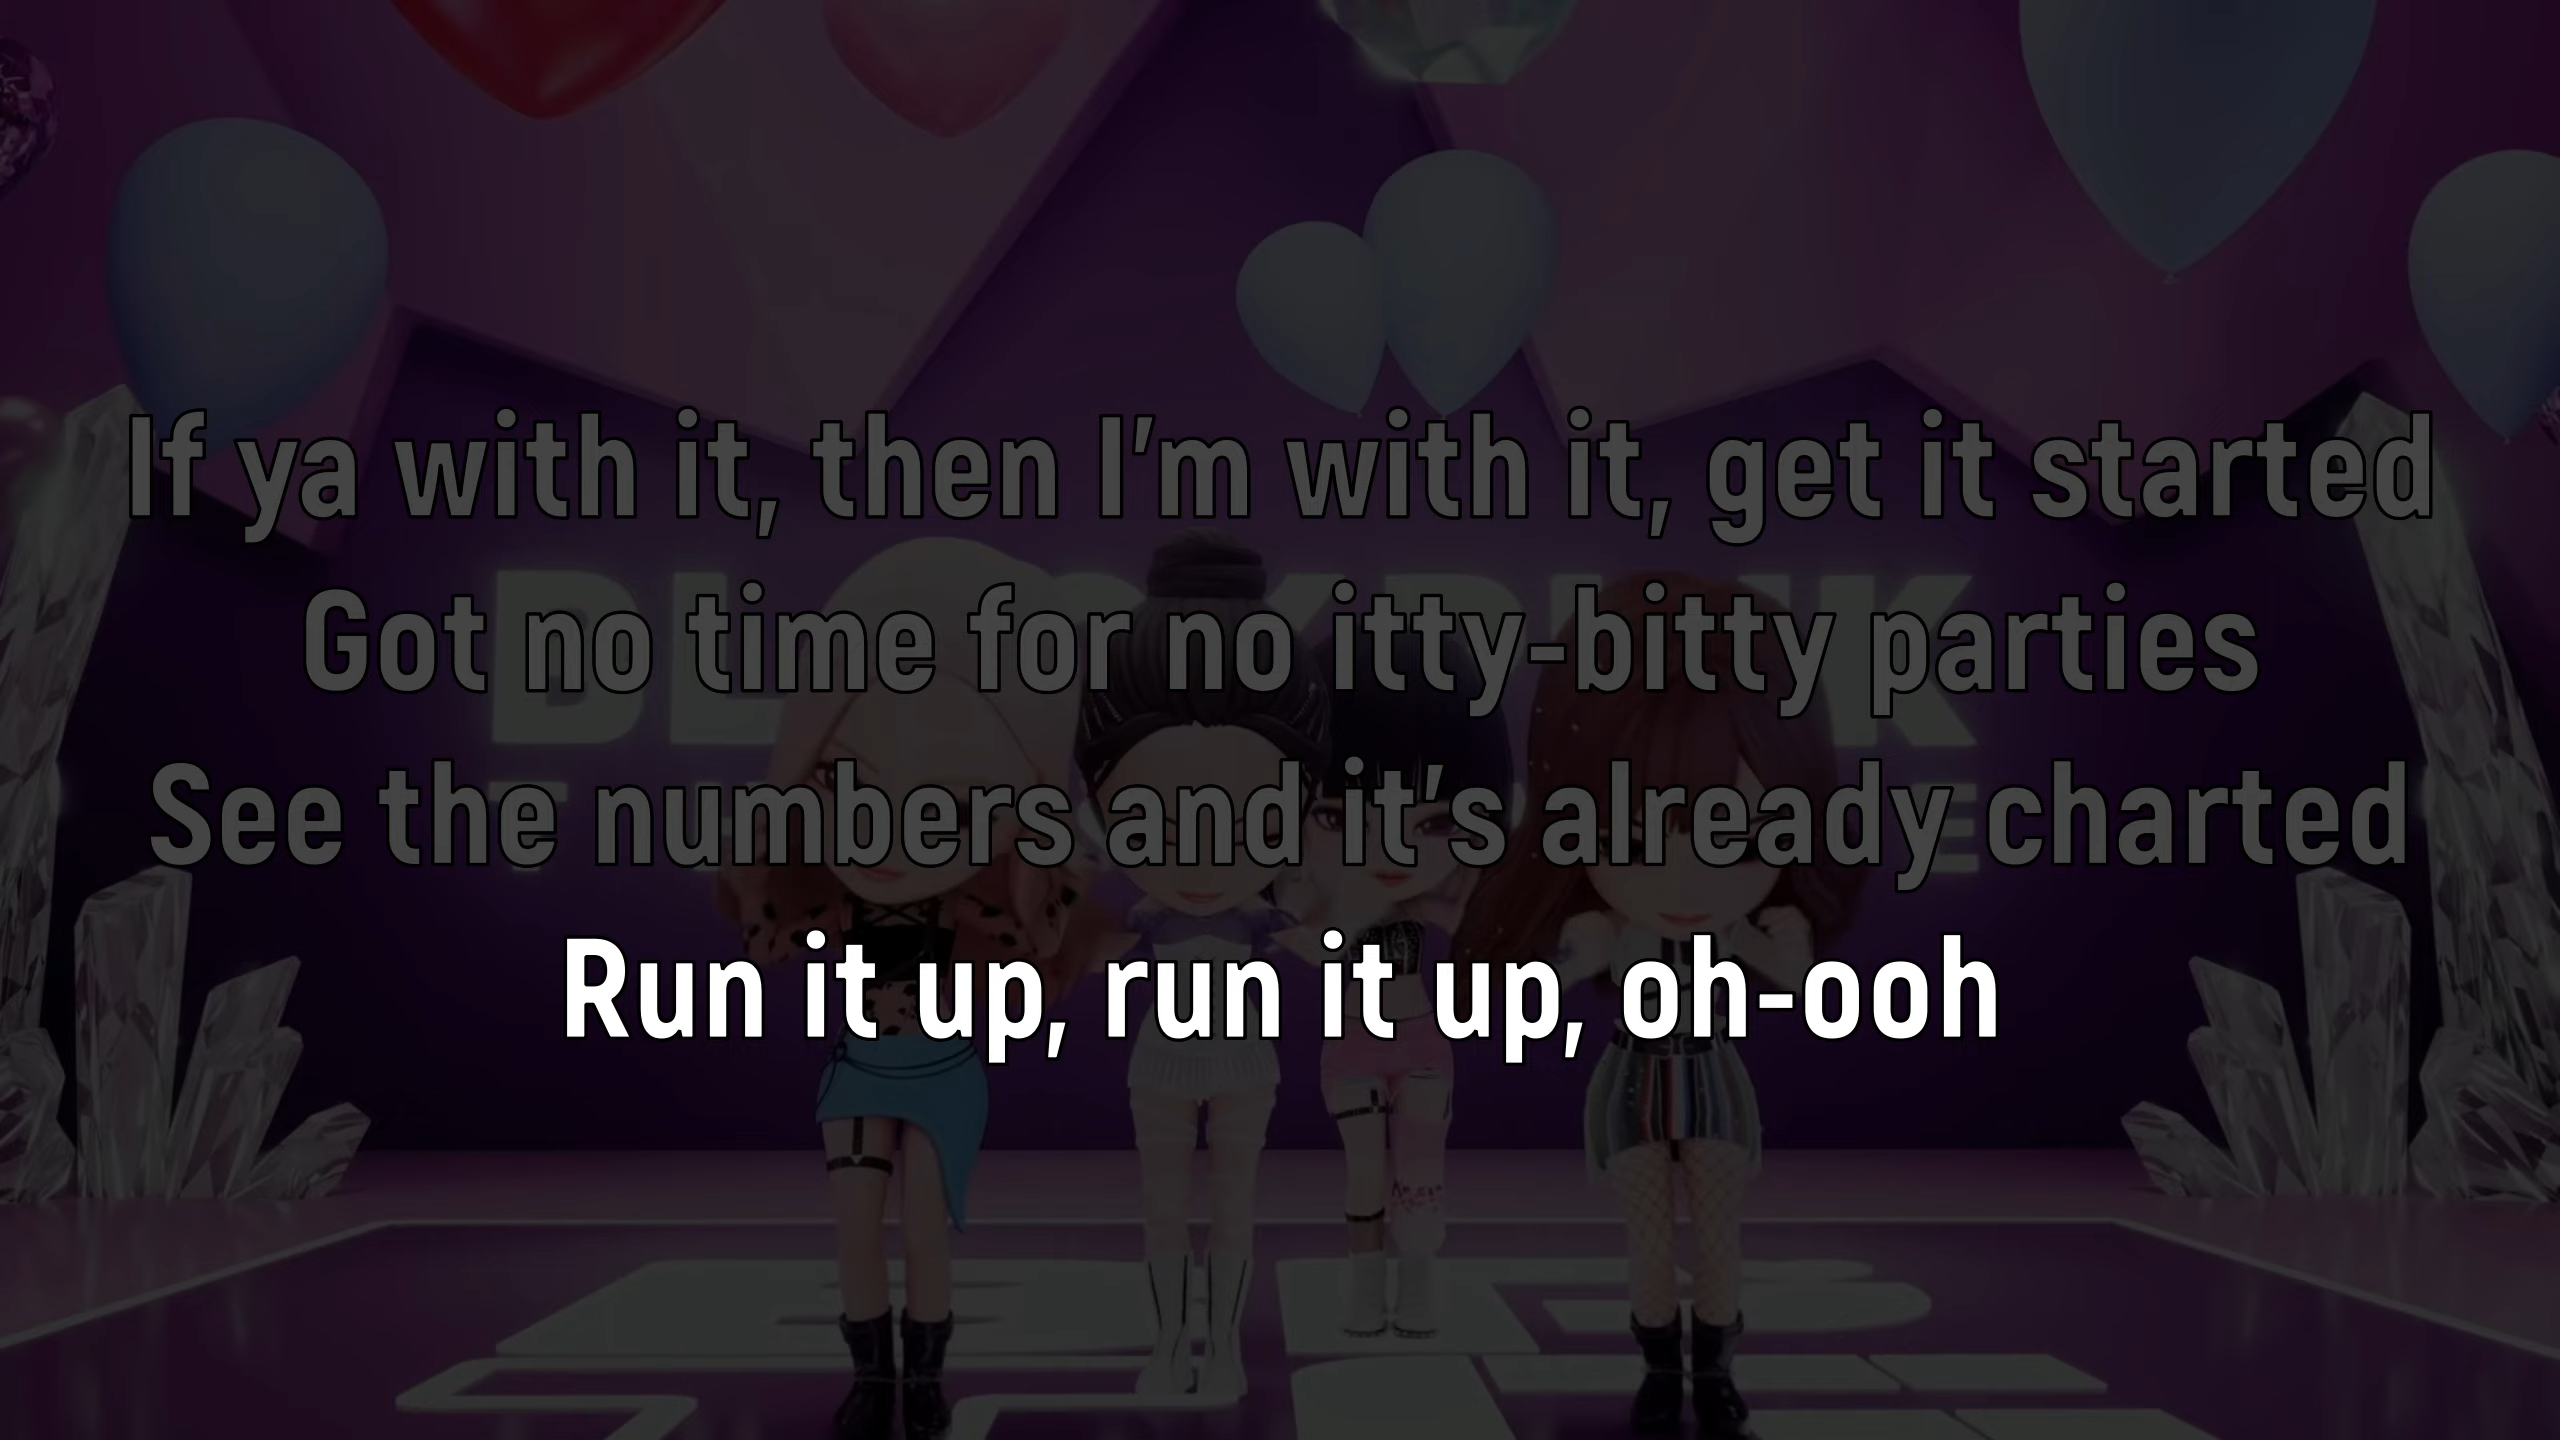 If ya with it, then I'm with it, get it started
Got no time for no itty-bitty parties
See the numbers and it's already charted
Run it up, run it up, oh-ooh